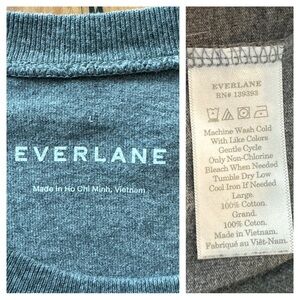 L
EVERLANE
Made in Ho Chi Minh, Vietnam
EVERLANE
RN# 139393
Machine Wash Cold
With Like Colors
Gentle Cycle
Only Non-Chlorine
Bleach When Needed
Tumble Dry Low
Cool Iron If Needed
Large.
100% Cotton.
Grand.
100% Coton.
Made in Vietnam.
Fabriqué au Việt-Nam.